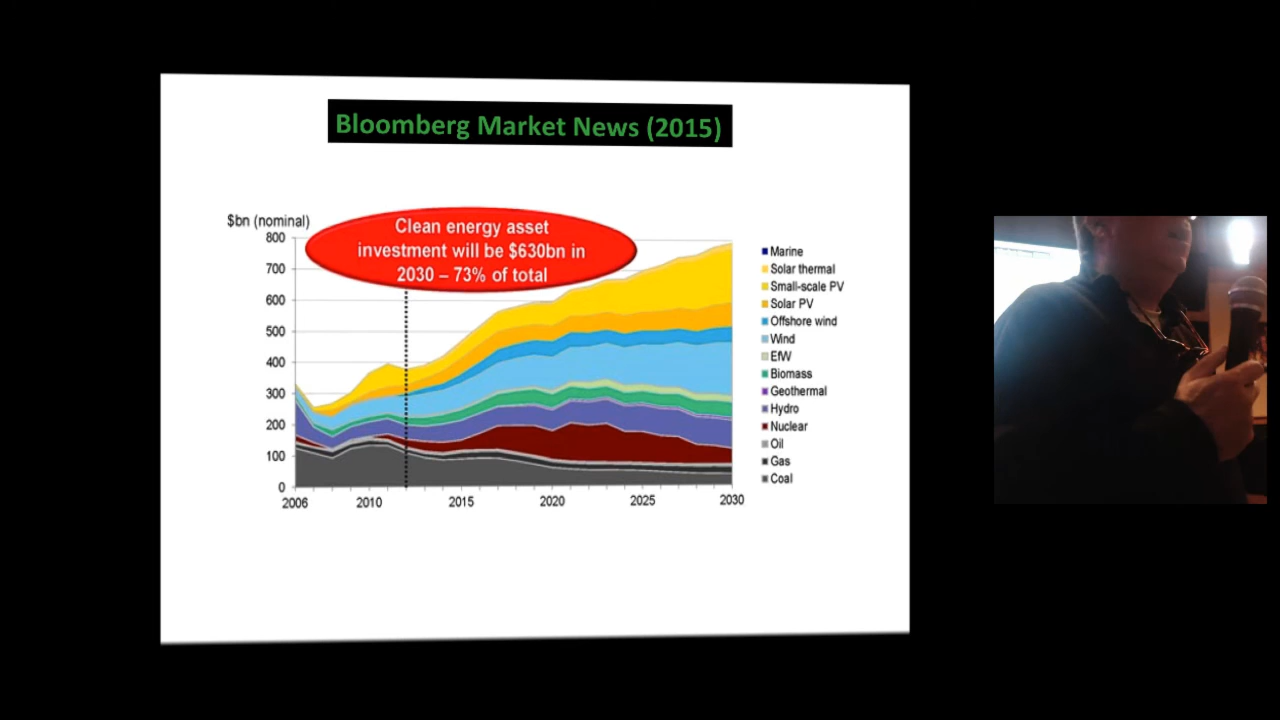 Bloomberg Market News (2015)
$bn (nominal)
Clean energy asset
investment will be $630bn in
2030 – 73% of total
800
700
600
500
400
300
200
100
0
2006
2010
2015
2020
2025
2030
Marine
Solar thermal
Small-scale PV
Solar PV
Offshore wind
Wind
EfW
Biomass
Geothermal
Hydro
Nuclear
Oil
Gas
Coal